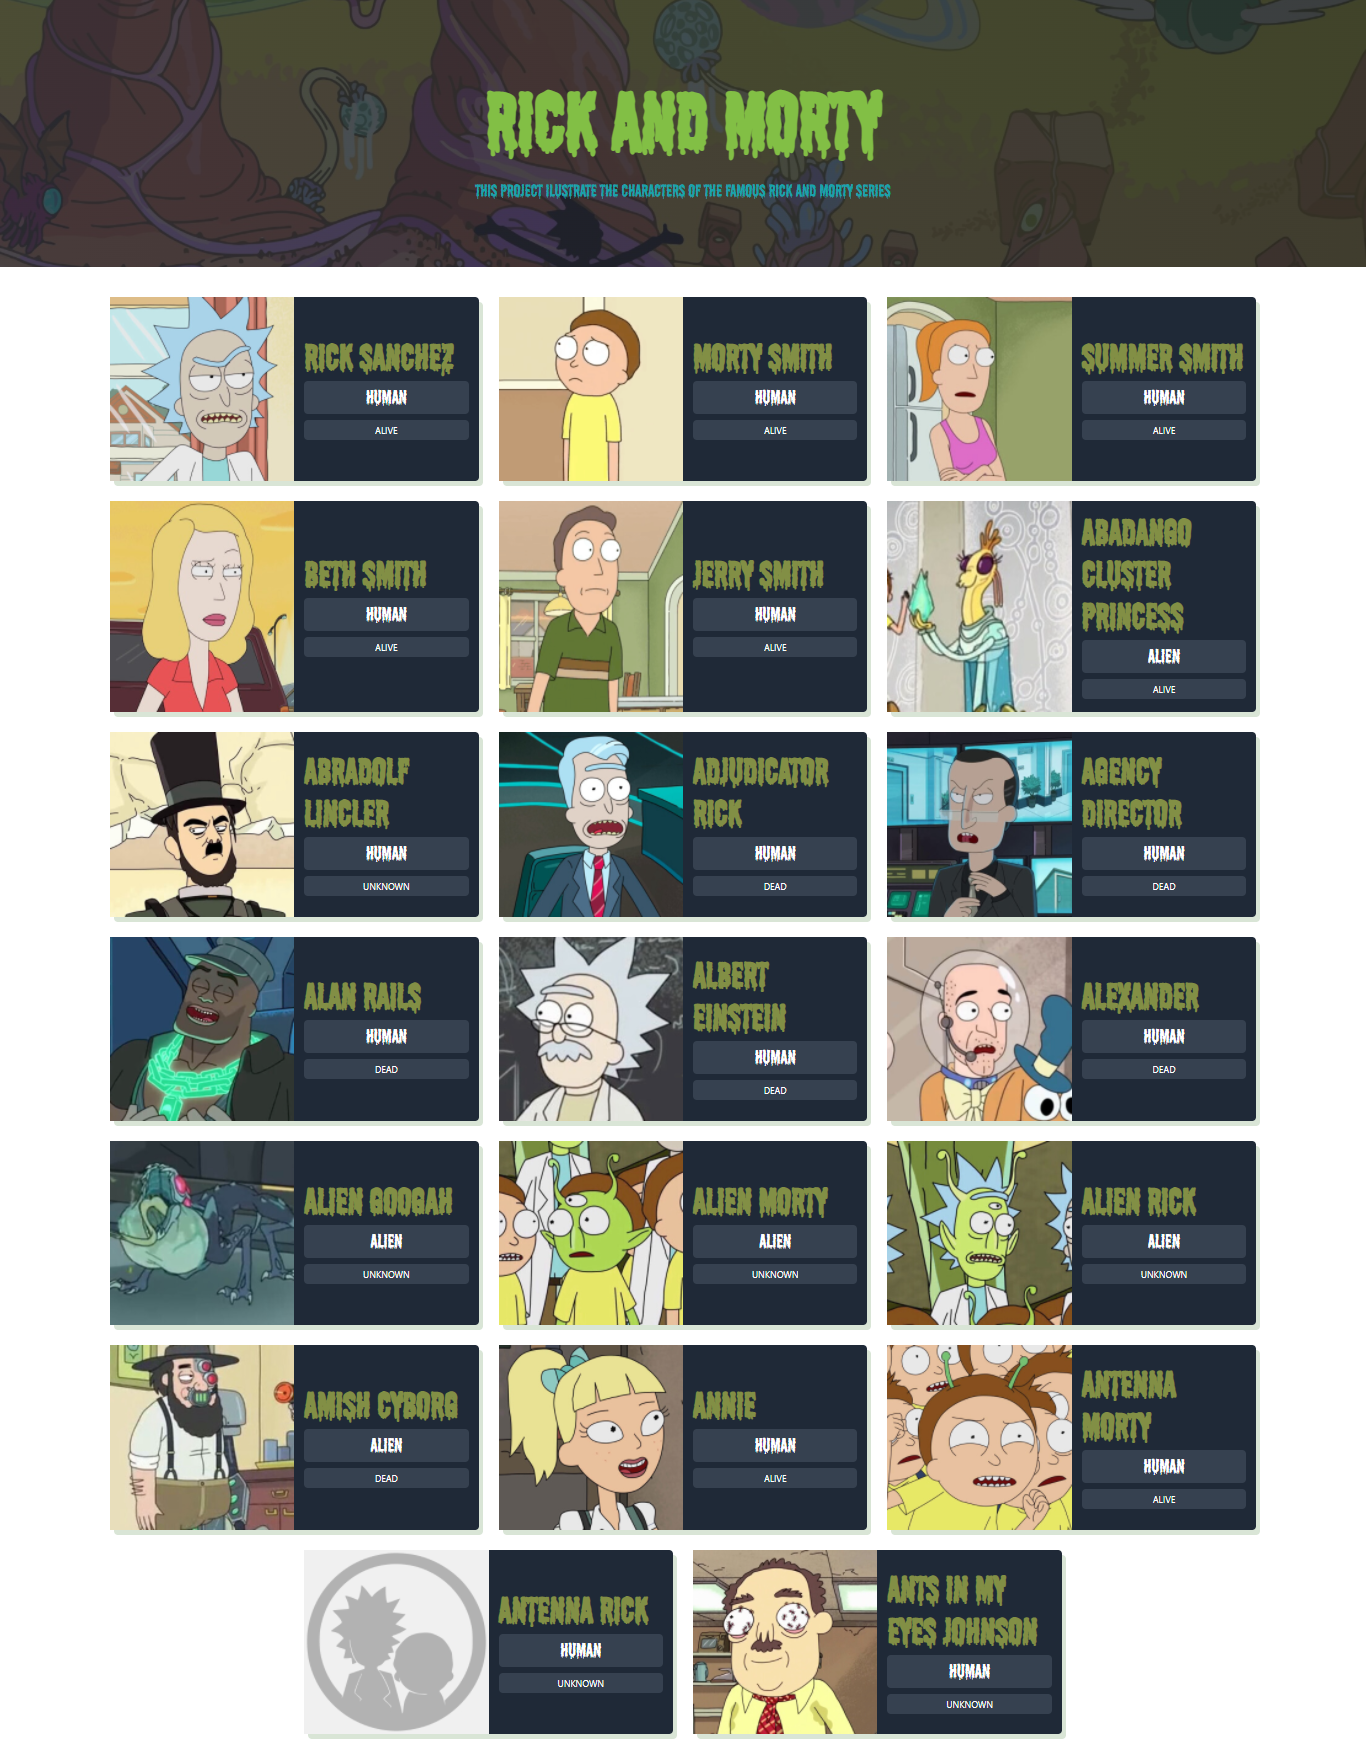 RICK AND MORTY
THIS PROJECT ILUSTRATE THE CHARACTERS OF THE FAMOUS RICK AND MORTY SERIES
RICK SANCHEZ
HUMAN
ALIVE
MORTY SMITH
HUMAN
ALIVE
SUMMER SMITH
HUMAN
ALIVE
BETH SMITH
HUMAN
ALIVE
JERRY SMITH
HUMAN
ALIVE
ABADANGO
CLUSTER
PRINCESS
ALIEN
ALIVE
ABRADOLF
LINCLER
HUMAN
UNKNOWN
ADJUDICATOR
RICK
HUMAN
DEAD
AGENCY
DIRECTOR
HUMAN
DEAD
ALAN RAILS
HUMAN
DEAD
ALBERT
EINSTEIN
HUMAN
DEAD
ALEXANDER
HUMAN
DEAD
ALIEN GOOGAH
ALIEN
UNKNOWN
ALIEN MORTY
ALIEN
UNKNOWN
ALIEN RICK
ALIEN
UNKNOWN
AMISH CYBORG
ALIEN
DEAD
ANNIE
HUMAN
ALIVE
ANTENNA
MORTY
HUMAN
ALIVE
ANTENNA RICK
HUMAN
UNKNOWN
ANTS IN MY
EYES JOHNSON
HUMAN
UNKNOWN